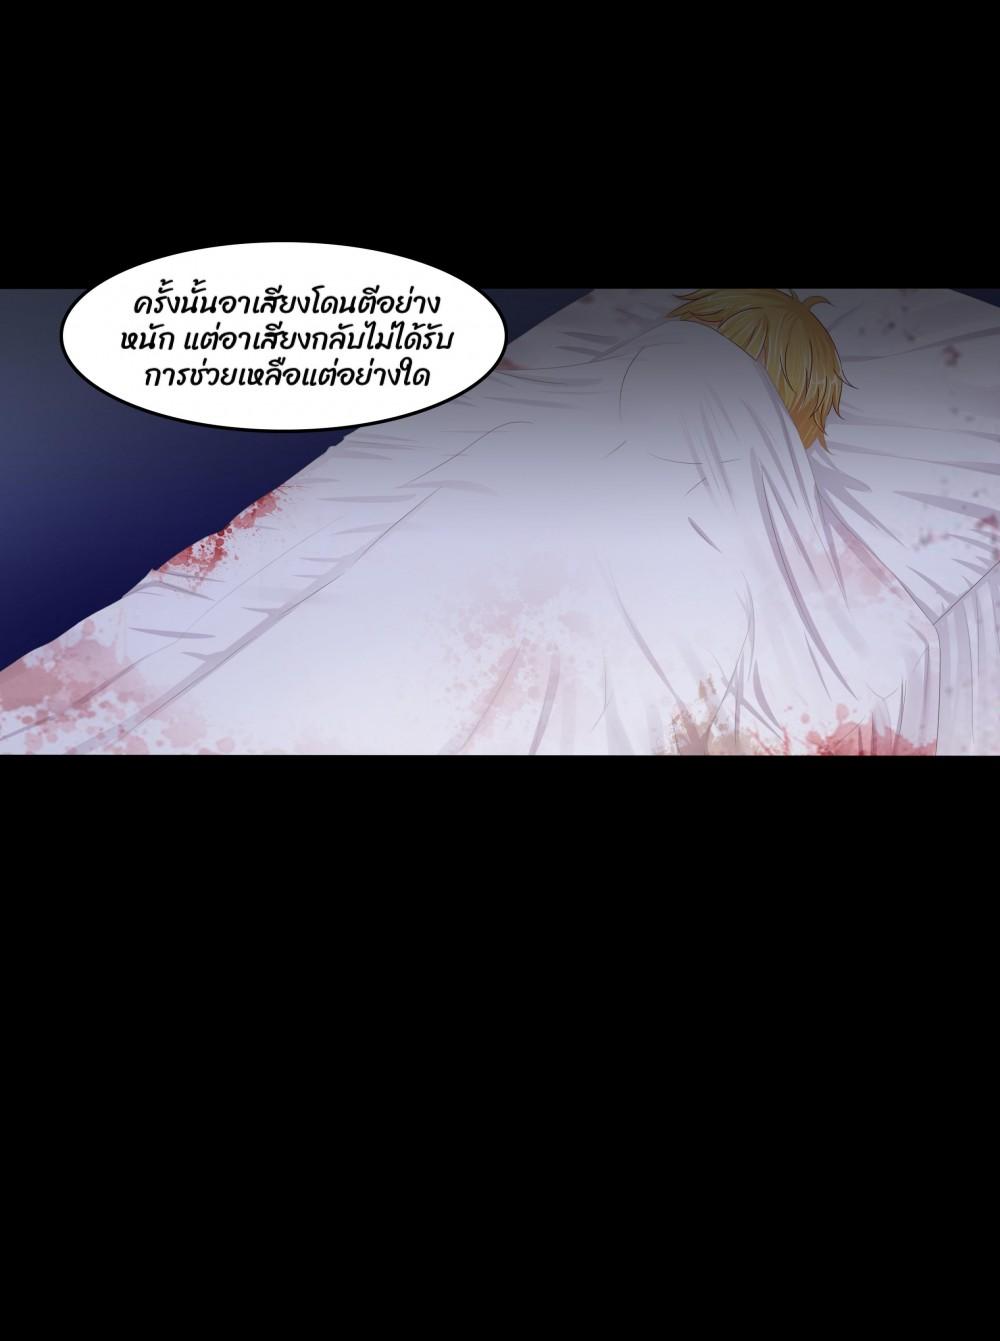 ครั้งนั้นอาเสียงโดนตีอย่าง
หนัก แต่อาเสียงกลับไม่ได้รับ
การช่วยเหลือแต่อย่างใด